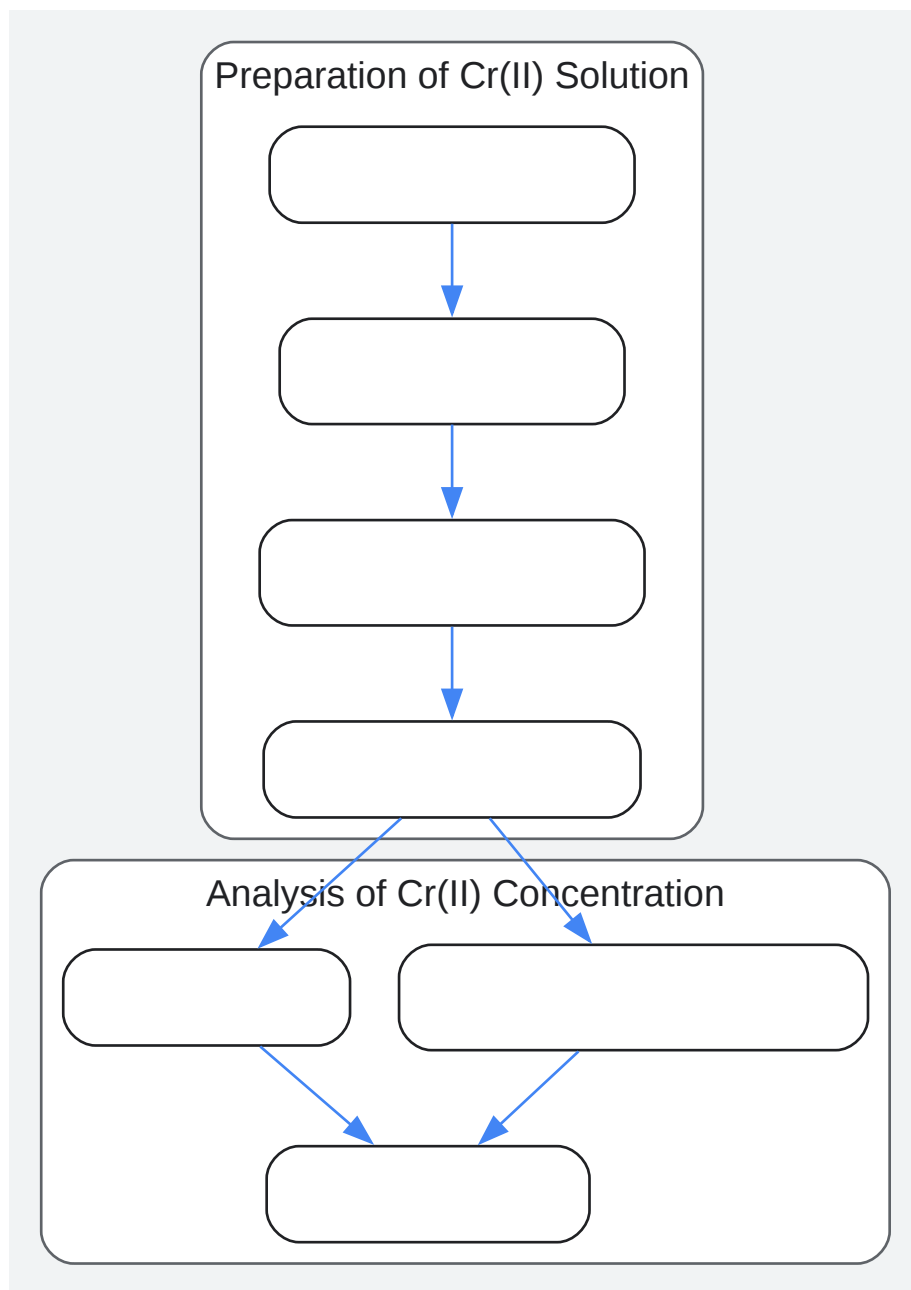 Preparation of Cr(II) Solution
Analysis of Cr(II) Concentration